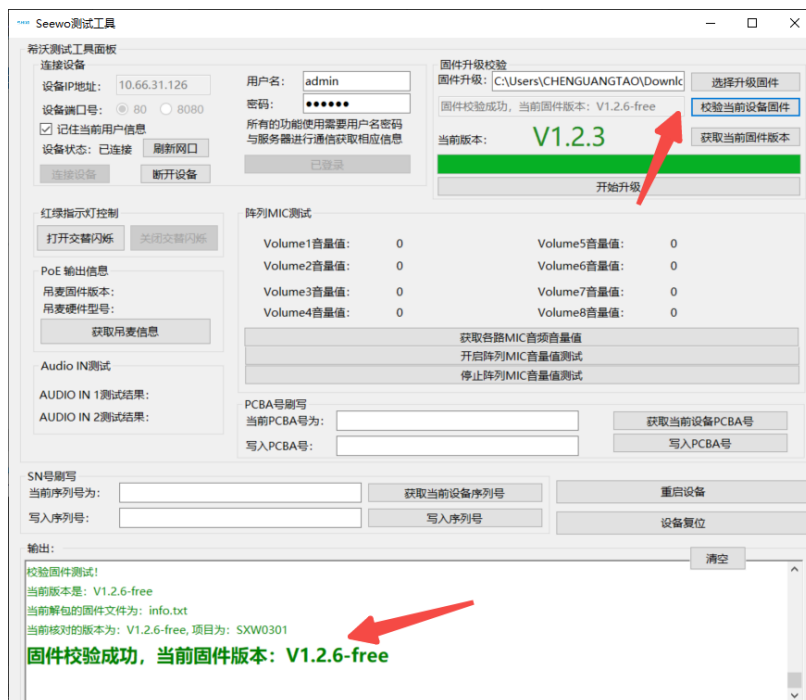 Seewo测试工具
希沃测试工具面板
连接设备
设备IP地址： 10.66.31.126
设备端口号： 80 8080
记住当前用户信息
设备状态：已连接 刷新网口
连接设备 断开设备
用户名： admin
密码： ●●●●●●
所有的功能使用需要用户名密码
与服务器进行通信获取相应信息
已登录
固件升级校验
固件升级： C:\Users\CHENGUANGTAO\Downlc 选择升级固件
固件校验成功，当前固件版本：V1.2.6-free 校验当前设备固件
当前版本： V1.2.3 获取当前固件版本
开始升级
红绿指示灯控制
打开交替闪烁 关闭交替闪烁
PoE 输出信息
吊麦固件版本：
吊麦硬件型号：
获取吊麦信息
Audio IN测试
AUDIO IN 1测试结果：
AUDIO IN 2测试结果：
阵列MIC测试
Volume1音量值： 0 Volume5音量值： 0
Volume2音量值： 0 Volume6音量值： 0
Volume3音量值： 0 Volume7音量值： 0
Volume4音量值： 0 Volume8音量值： 0
获取各路MIC音频音量值
开启阵列MIC音量值测试
停止阵列MIC音量值测试
PCBA号刷写
当前PCBA号为： 获取当前设备PCBA号
写入PCBA号： 写入PCBA号
SN号刷写
当前序列号为： 获取当前设备序列号
写入序列号： 写入序列号
重启设备
设备复位
输出：
清空
校验固件测试！
当前版本是：V1.2.6-free
当前解包的固件文件为：info.txt
当前核对的版本为：V1.2.6-free, 项目为：SXW0301
固件校验成功，当前固件版本：V1.2.6-free